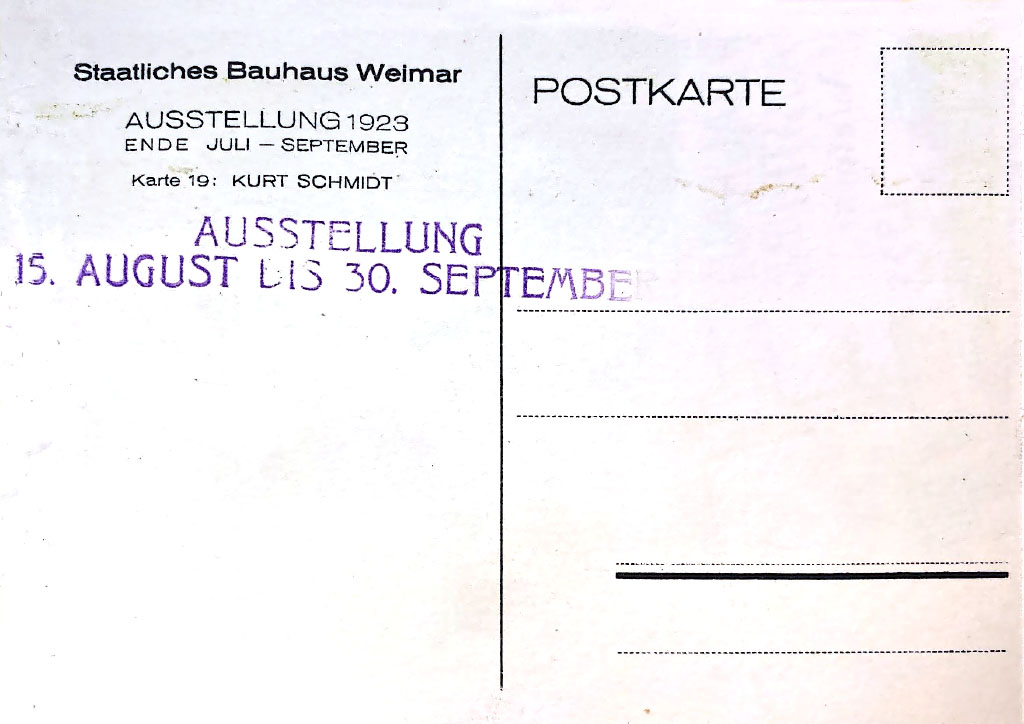 Staatliches Bauhaus Weimar
AUSSTELLUNG 1923
ENDE JULI – SEPTEMBER
Karte 19: KURT SCHMIDT
AUSSTELLUNG
15. AUGUST BIS 30. SEPTEMBER
POSTKARTE